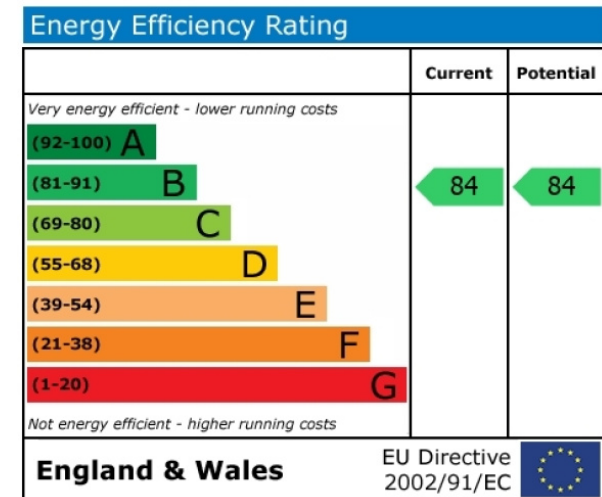 Energy Efficiency Rating
Current Potential
Very energy efficient - lower running costs
(92-100) A
(81-91) B 84 84
(69-80) C
(55-68) D
(39-54) E
(21-38) F
(1-20) G
Not energy efficient - higher running costs
England & Wales
EU Directive
2002/91/EC